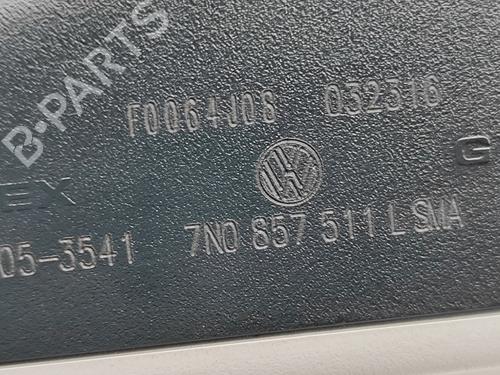 B-PARTS
F0064J08 032316
EX
G
05-3541 7N0 857 511 L SMA